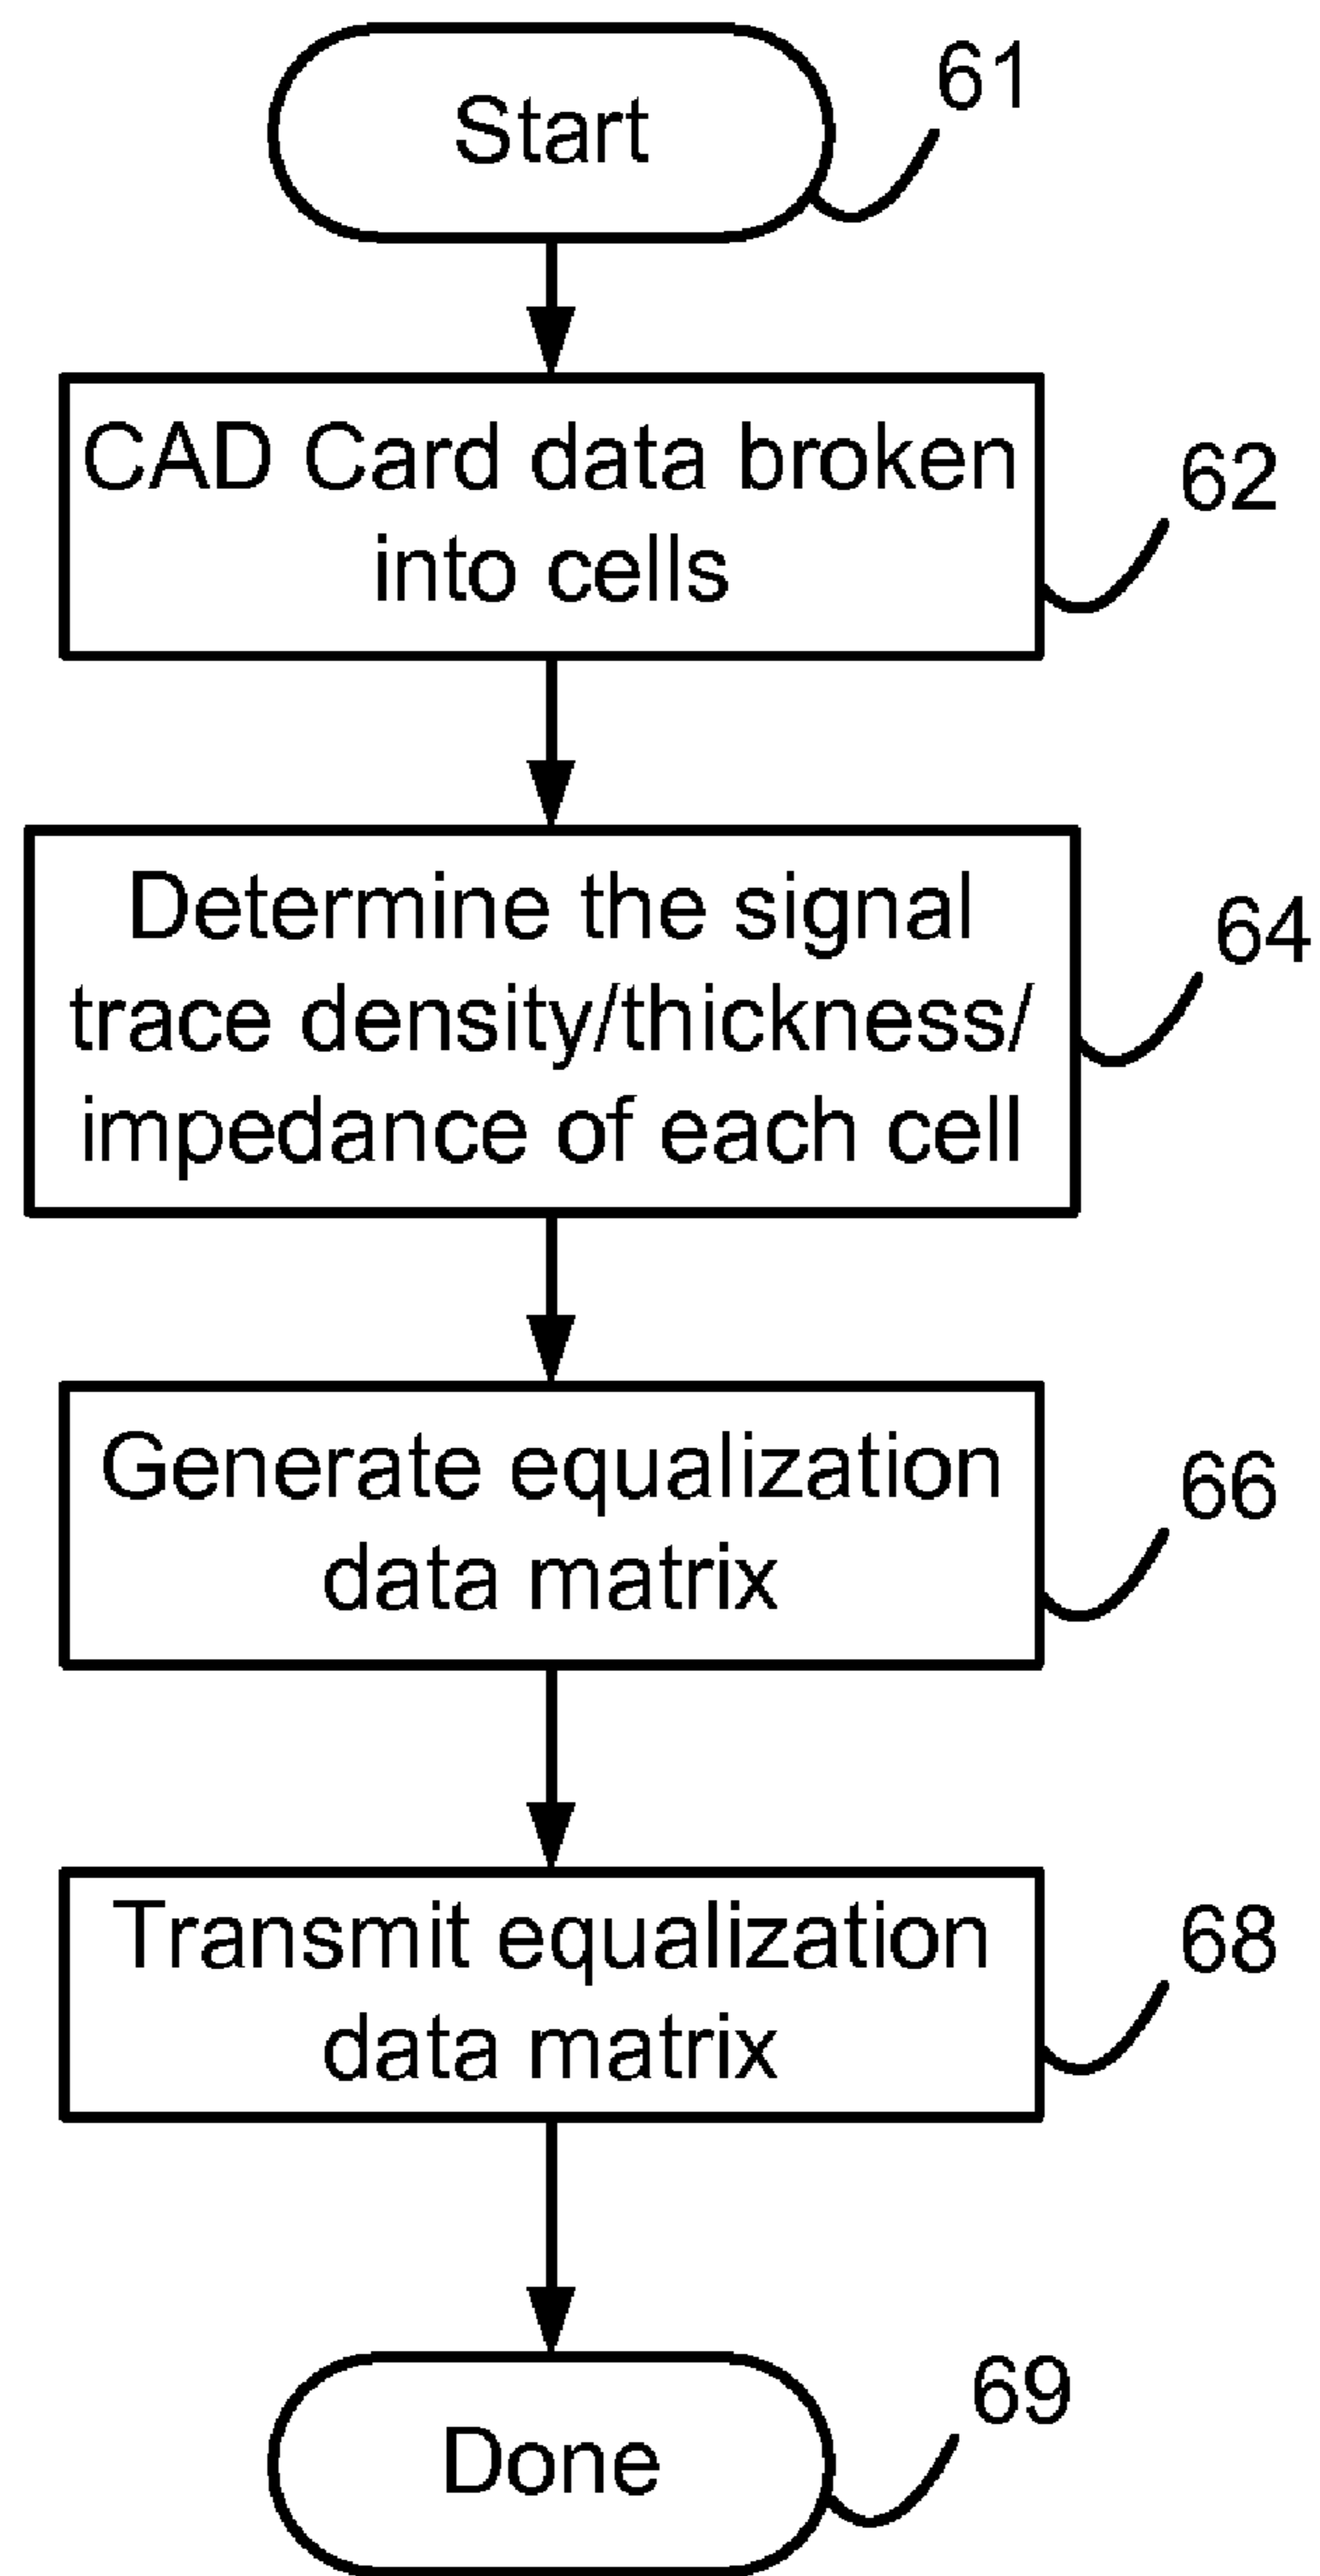 Start
61
CAD Card data broken
into cells
62
Determine the signal
trace density/thickness/
impedance of each cell
64
Generate equalization
data matrix
66
Transmit equalization
data matrix
68
Done
69